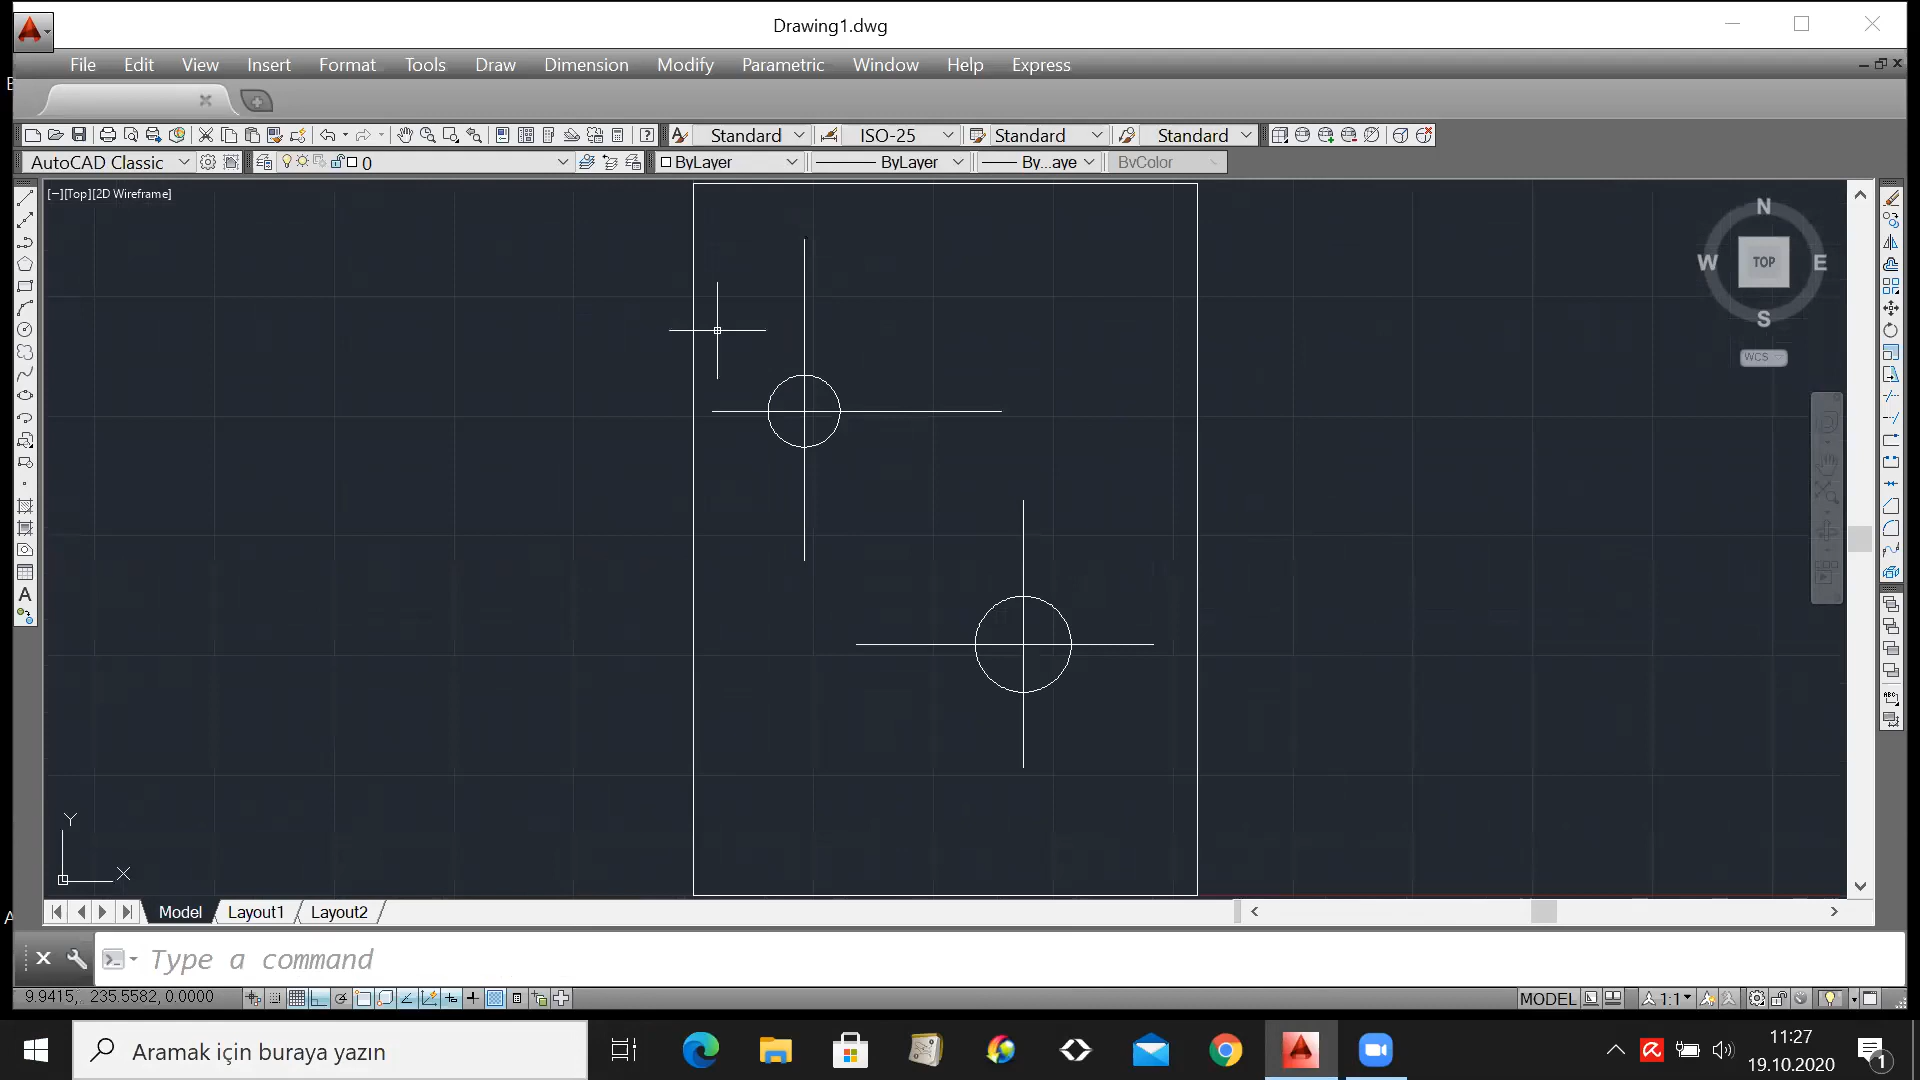 Drawing1.dwg
File Edit View Insert Format Tools Draw Dimension Modify Parametric Window Help Express
Standard ISO-25 Standard Standard
AutoCAD Classic 0 ByLayer ByLayer By...aye ByColor
[−][Top][2D Wireframe]
N
W TOP E
S
WCS
Y
X
Model Layout1 Layout2
Type a command
9.9415, 235.5582, 0.0000
MODEL 1:1
Aramak için buraya yazın
11:27
19.10.2020
1
A
ABC